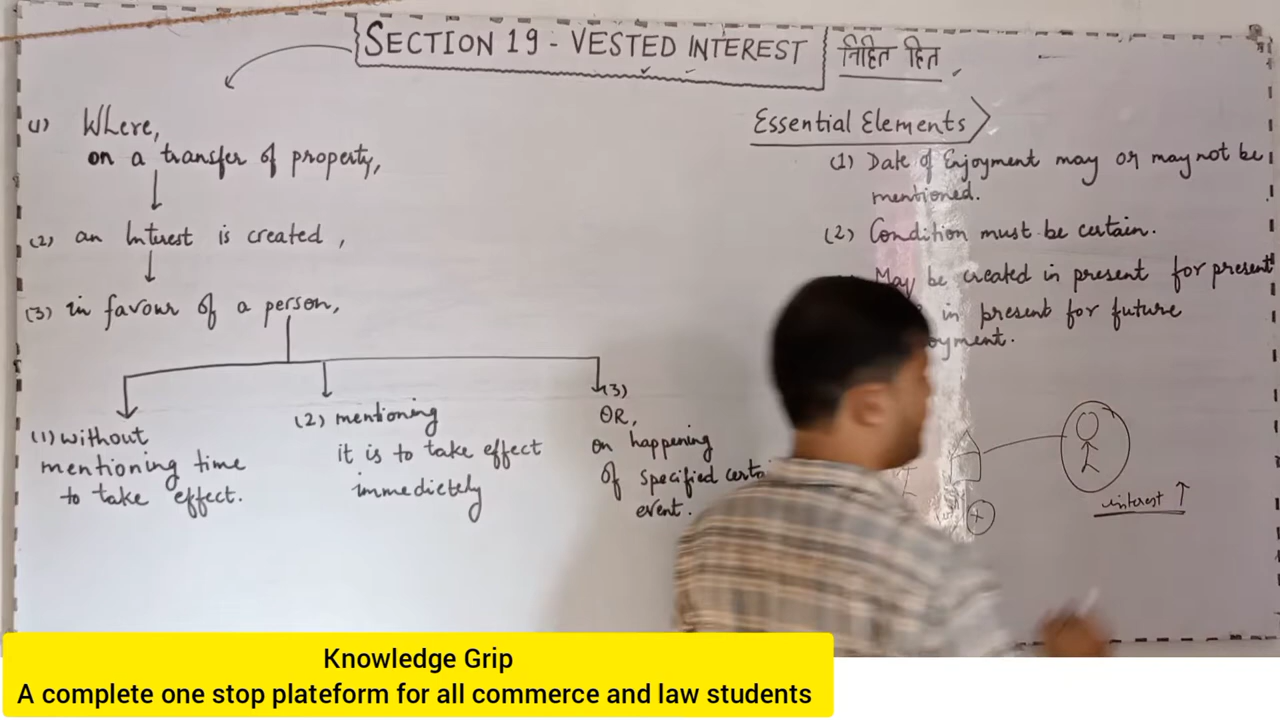 SECTION 19 - VESTED INTEREST निहित हित
(1) Where,
on a transfer of property,
(2) an Interest is created,
(3) in favour of a person,
(1) without
mentioning time
to take effect.
(2) mentioning
it is to take effect
immedietely
(3)
OR,
on happening
of specified
event.
Essential Elements
(1) Date of Enjoyment may or may not be
mentioned.
(2) Condition must be certain.
May be created in present for present
in present for future
interest
Knowledge Grip
A complete one stop plateform for all commerce and law students